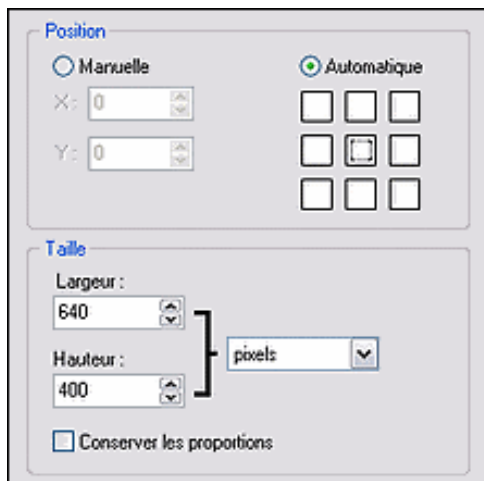 Position
Manuelle
Automatique
X: 0
Y: 0
Taille
Largeur :
640
pixels
Hauteur :
400
Conserver les proportions